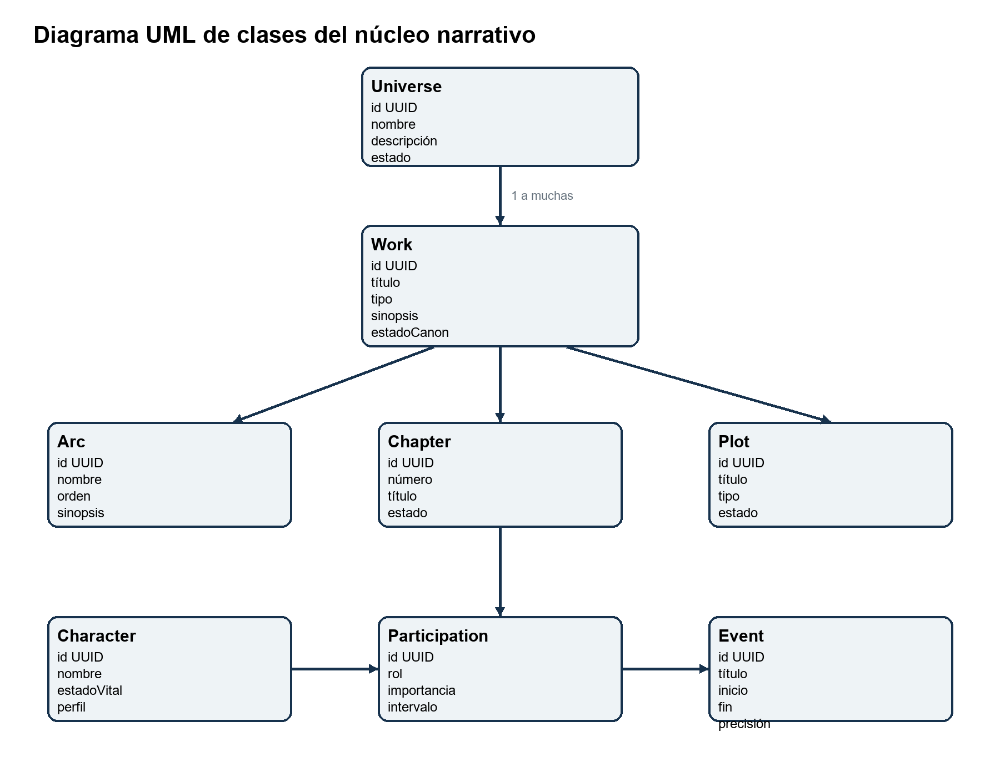 Diagrama UML de clases del núcleo narrativo
Universe
id UUID
nombre
descripción
estado
1 a muchas
Work
id UUID
título
tipo
sinopsis
estadoCanon
Arc
id UUID
nombre
orden
sinopsis
Chapter
id UUID
número
título
estado
Plot
id UUID
título
tipo
estado
Character
id UUID
nombre
estadoVital
perfil
Participation
id UUID
rol
importancia
intervalo
Event
id UUID
título
inicio
fin
precisión